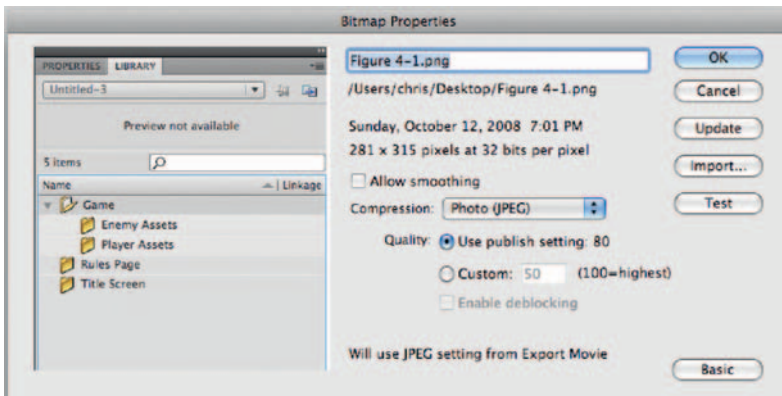 Bitmap Properties
PROPERTIES LIBRARY
Untitled-3
Preview not available
5 items
Name Linkage
Game
Enemy Assets
Player Assets
Rules Page
Title Screen
Figure 4-1.png
/Users/chris/Desktop/Figure 4-1.png
Sunday, October 12, 2008 7:01 PM
281 x 315 pixels at 32 bits per pixel
Allow smoothing
Compression: Photo (JPEG)
Quality: Use publish setting: 80
Custom: 50 (100=highest)
Enable deblocking
Will use JPEG setting from Export Movie
OK
Cancel
Update
Import...
Test
Basic